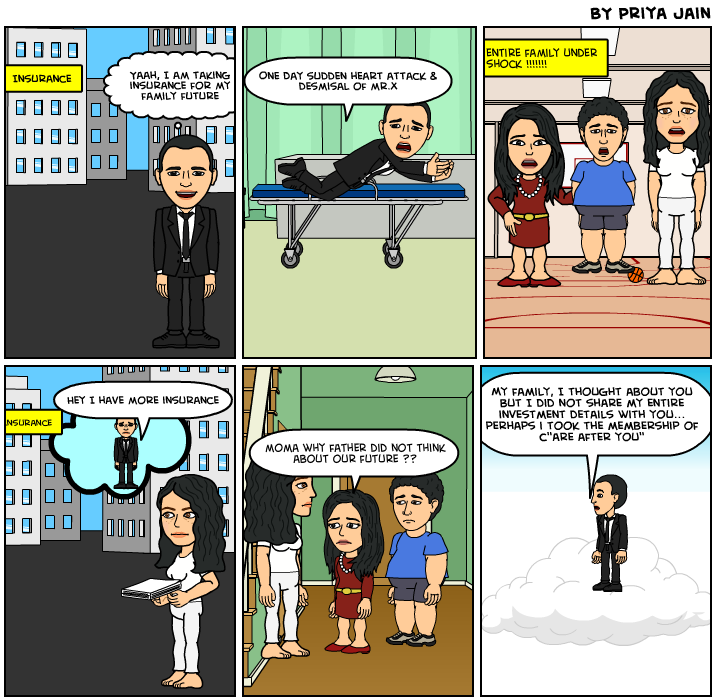 BY PRIYA JAIN
INSURANCE
YAAH, I AM TAKING
INSURANCE FOR MY
FAMILY FUTURE
ONE DAY SUDDEN HEART ATTACK &
DESMISAL OF MR.X
ENTIRE FAMILY UNDER
SHOCK !!!!!!!
INSURANCE
HEY I HAVE MORE INSURANCE
MOMA WHY FATHER DID NOT THINK
ABOUT OUR FUTURE ??
MY FAMILY, I THOUGHT ABOUT YOU
BUT I DID NOT SHARE MY ENTIRE
INVESTMENT DETAILS WITH YOU...
PERHAPS I TOOK THE MEMBERSHIP OF
C"ARE AFTER YOU"